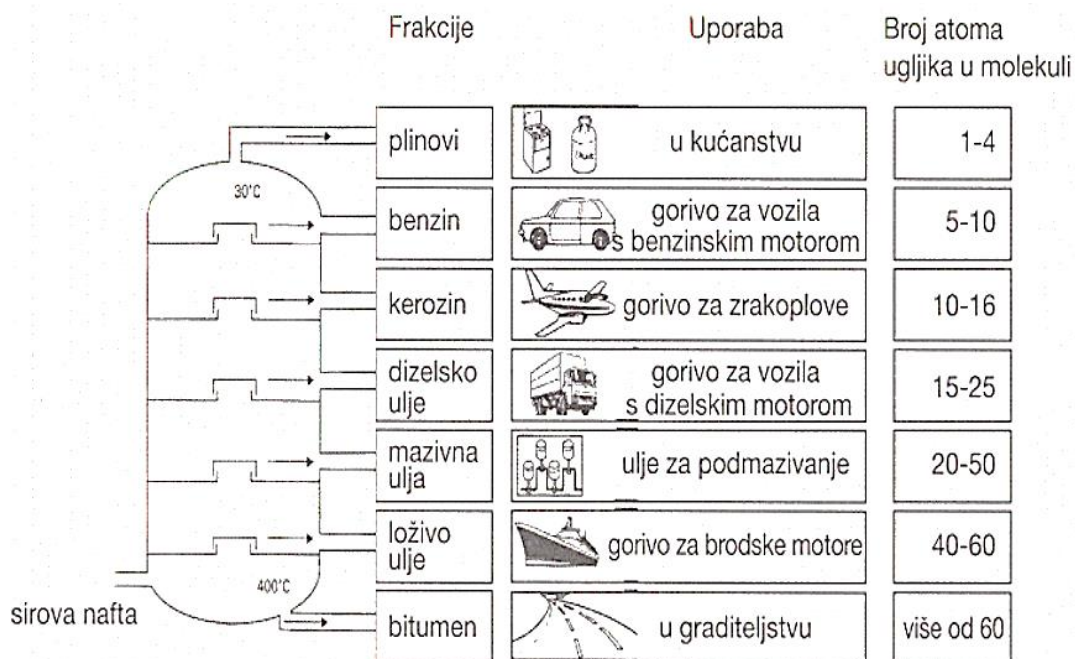 Frakcije
Uporaba
Broj atoma
ugljika u molekuli
plinovi
u kućanstvu
1-4
30°C
benzin
gorivo za vozila
s benzinskim motorom
5-10
kerozin
gorivo za zrakoplove
10-16
dizelsko
ulje
gorivo za vozila
s dizelskim motorom
15-25
mazivna
ulja
ulje za podmazivanje
20-50
loživo
ulje
gorivo za brodske motore
40-60
400°C
sirova nafta
bitumen
u graditeljstvu
više od 60